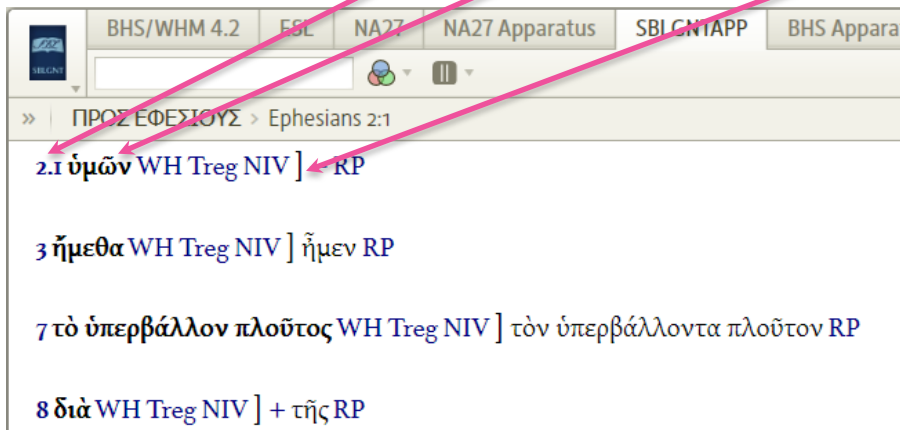 BHS/WHM 4.2 ESL NA27 NA27 Apparatus SBLGNTAPP BHS Appara
SBLGNT
» ΠΡΟΣ ΕΦΕΣΙΟΥΣ > Ephesians 2:1
2.1 ὑμῶν WH Treg NIV ] – RP
3 ἤμεθα WH Treg NIV ] ἦμεν RP
7 τὸ ὑπερβάλλον πλοῦτος WH Treg NIV ] τὸν ὑπερβάλλοντα πλοῦτον RP
8 διὰ WH Treg NIV ] + τῆς RP